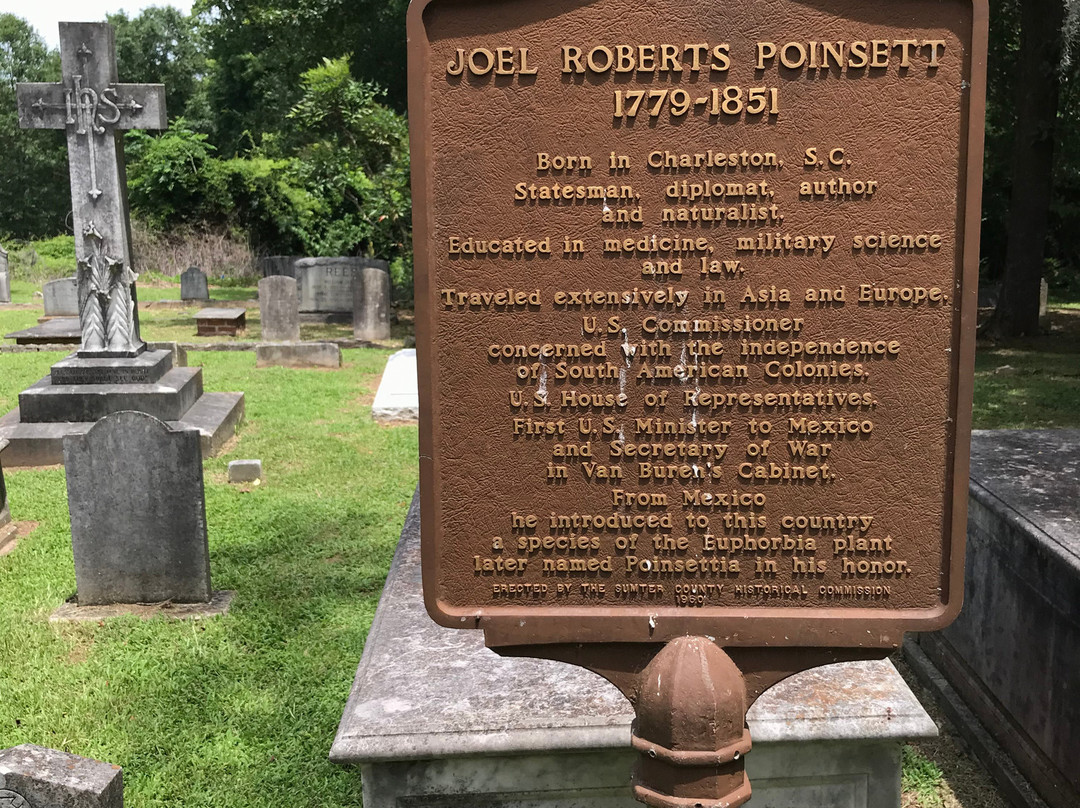 JOEL ROBERTS POINSETT
1779-1851
Born in Charleston, S.C.
Statesman, diplomat, author
and naturalist.
Educated in medicine, military science
and law.
Traveled extensively in Asia and Europe.
U.S. Commissioner
concerned with the independence
of South American Colonies.
U.S. House of Representatives.
First U.S. Minister to Mexico
and Secretary of War
in Van Buren's Cabinet.
From Mexico
he introduced to this country
a species of the Euphorbia plant
later named Poinsettia in his honor.
ERECTED BY THE SUMTER COUNTY HISTORICAL COMMISSION
IHS